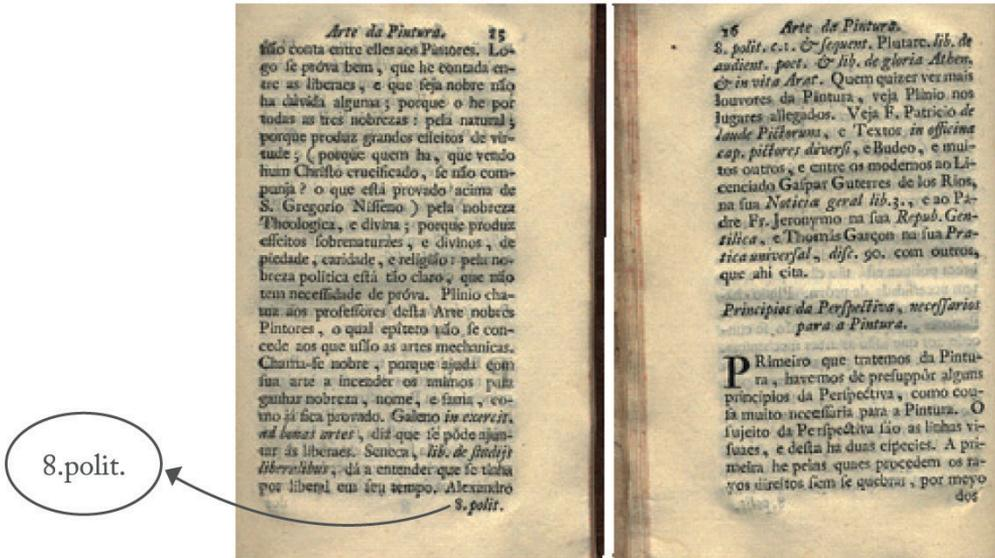 Arte da Pintura. 25
não conta entre elles aos Pastores. Lo-
go se próva bem, que he contada en-
tre as liberaes, e que seja nobre não
ha dúvida alguma; porque o he por
todas as tres nobrezas: pela natural;
porque produz grandes effeitos de vir-
tude; (porque quem ha, que vendo
hum Christo crucificado, se não com-
punja? o que está provado acima de
S. Gregorio Nisseno) pela nobreza
Theologica, e divina; porque produz
effeitos sobrenaturaes, e divinos, de
piedade, caridade, e religião: pela no-
breza politica está tão claro, que não
tem necessidade de próva. Plinio cha-
ma aos professores desta Arte nobres
Pintores, o qual epíteto não se con-
cede aos que usão as artes mechanicas.
Chama-se nobre, porque ajuda com
sua arte a incender os animos para
ganhar nobreza, nome, e fama, co-
mo já fica provado. Galeno in exercit.
ad bonas artes, diz que se póde ajun-
tar ás liberaes. Seneca, lib. de studijs
liberalibus, dá a entender que se tinha
por liberal em seu tempo. Alexandro
8. polit.
8.polit.
26 Arte da Pintura.
8. polit. c.1. & sequent. Plutarc. lib. de
audient. poet. & lib. de gloria Athen.
& in vita Arat. Quem quizer ver mais
louvores da Pintura, veja Plinio nos
lugares allegados. Veja F. Patricio de
laude Pictorum, e Textor in officina
cap. pictores diversi, e Budeo, e mui-
tos outros, e entre os modernos ao Li-
cenciado Gaspar Guterres de los Rios,
na sua Noticia geral lib.3., e ao Pa-
dre Fr. Jeronymo na sua Repub. Gen-
tilica, e Thomás Garçon na sua Pra-
tica universal, disc. 90. com outros,
que ahi cita.
Principios da Perspectiva, necessarios
para a Pintura.
PRimeiro que tratemos da Pintu-
ra, havemos de presuppôr alguns
principios da Perspectiva, como cou-
sa muito necessaria para a Pintura. O
sujeito da Perspectiva são as linhas vi-
suaes, e desta ha duas especies. A pri-
meira he pelas quaes procedem os ra-
yos direitos sem se quebrar, por meyo
dos